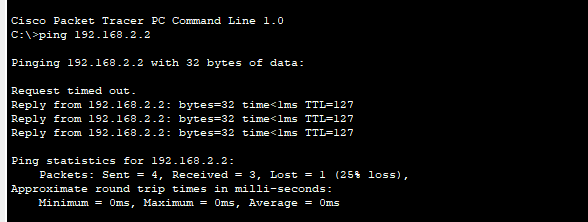 Cisco Packet Tracer PC Command Line 1.0
C:\>ping 192.168.2.2
Pinging 192.168.2.2 with 32 bytes of data:
Request timed out.
Reply from 192.168.2.2: bytes=32 time<1ms TTL=127
Reply from 192.168.2.2: bytes=32 time<1ms TTL=127
Reply from 192.168.2.2: bytes=32 time<1ms TTL=127
Ping statistics for 192.168.2.2:
Packets: Sent = 4, Received = 3, Lost = 1 (25% loss),
Approximate round trip times in milli-seconds:
Minimum = 0ms, Maximum = 0ms, Average = 0ms